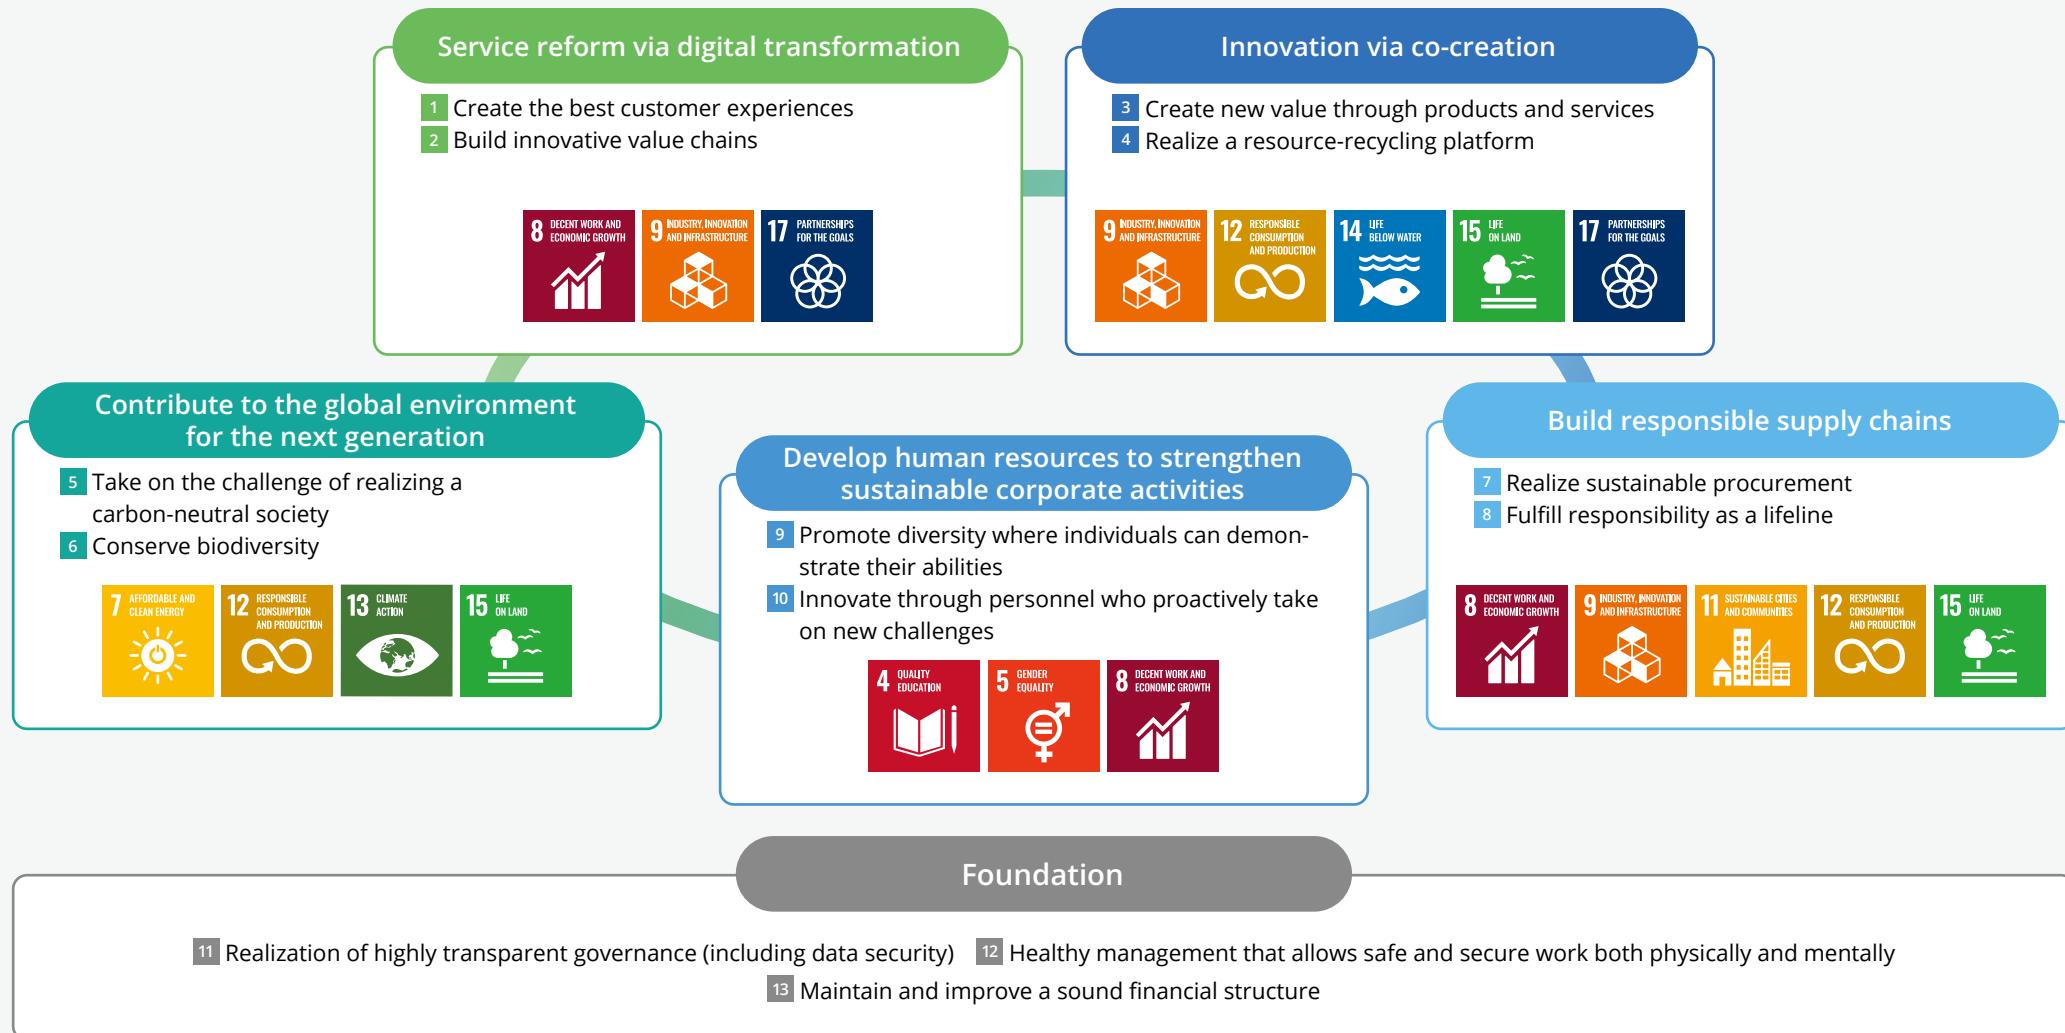 Service reform via digital transformation
1 Create the best customer experiences
2 Build innovative value chains
8 DECENT WORK AND
ECONOMIC GROWTH
9 INDUSTRY, INNOVATION
AND INFRASTRUCTURE
17 PARTNERSHIPS
FOR THE GOALS
Innovation via co-creation
3 Create new value through products and services
4 Realize a resource-recycling platform
9 INDUSTRY, INNOVATION
AND INFRASTRUCTURE
12 RESPONSIBLE
CONSUMPTION
AND PRODUCTION
14 LIFE
BELOW WATER
15 LIFE
ON LAND
17 PARTNERSHIPS
FOR THE GOALS
Contribute to the global environment
for the next generation
5 Take on the challenge of realizing a
carbon-neutral society
6 Conserve biodiversity
7 AFFORDABLE AND
CLEAN ENERGY
12 RESPONSIBLE
CONSUMPTION
AND PRODUCTION
13 CLIMATE
ACTION
15 LIFE
ON LAND
Develop human resources to strengthen
sustainable corporate activities
9 Promote diversity where individuals can demon-
strate their abilities
10 Innovate through personnel who proactively take
on new challenges
4 QUALITY
EDUCATION
5 GENDER
EQUALITY
8 DECENT WORK AND
ECONOMIC GROWTH
Build responsible supply chains
7 Realize sustainable procurement
8 Fulfill responsibility as a lifeline
8 DECENT WORK AND
ECONOMIC GROWTH
9 INDUSTRY, INNOVATION
AND INFRASTRUCTURE
11 SUSTAINABLE CITIES
AND COMMUNITIES
12 RESPONSIBLE
CONSUMPTION
AND PRODUCTION
15 LIFE
ON LAND
Foundation
11 Realization of highly transparent governance (including data security) 12 Healthy management that allows safe and secure work both physically and mentally
13 Maintain and improve a sound financial structure